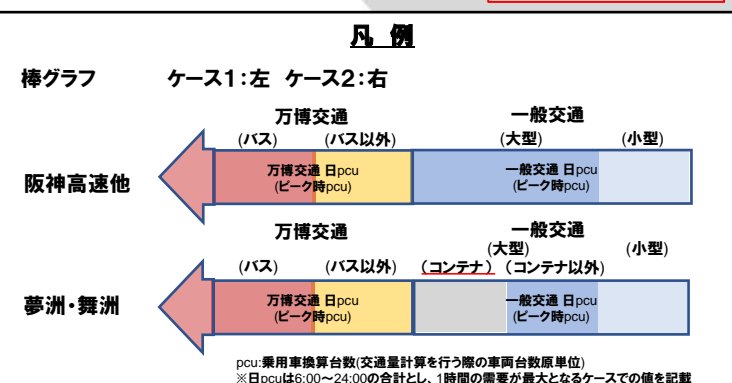 凡 例
棒グラフ ケース1:左 ケース2:右
万博交通 一般交通
(バス) (バス以外) (大型) (小型)
阪神高速他
万博交通 日pcu 一般交通 日pcu
(ピーク時pcu) (ピーク時pcu)
万博交通 一般交通
(大型) (小型)
(バス) (バス以外) (コンテナ) (コンテナ以外)
夢洲・舞洲
万博交通 日pcu 一般交通 日pcu
(ピーク時pcu) (ピーク時pcu)
pcu:乗用車換算台数(交通量計算を行う際の車両台数原単位)
※日pcuは6:00~24:00の合計とし、1時間の需要が最大となるケースでの値を記載